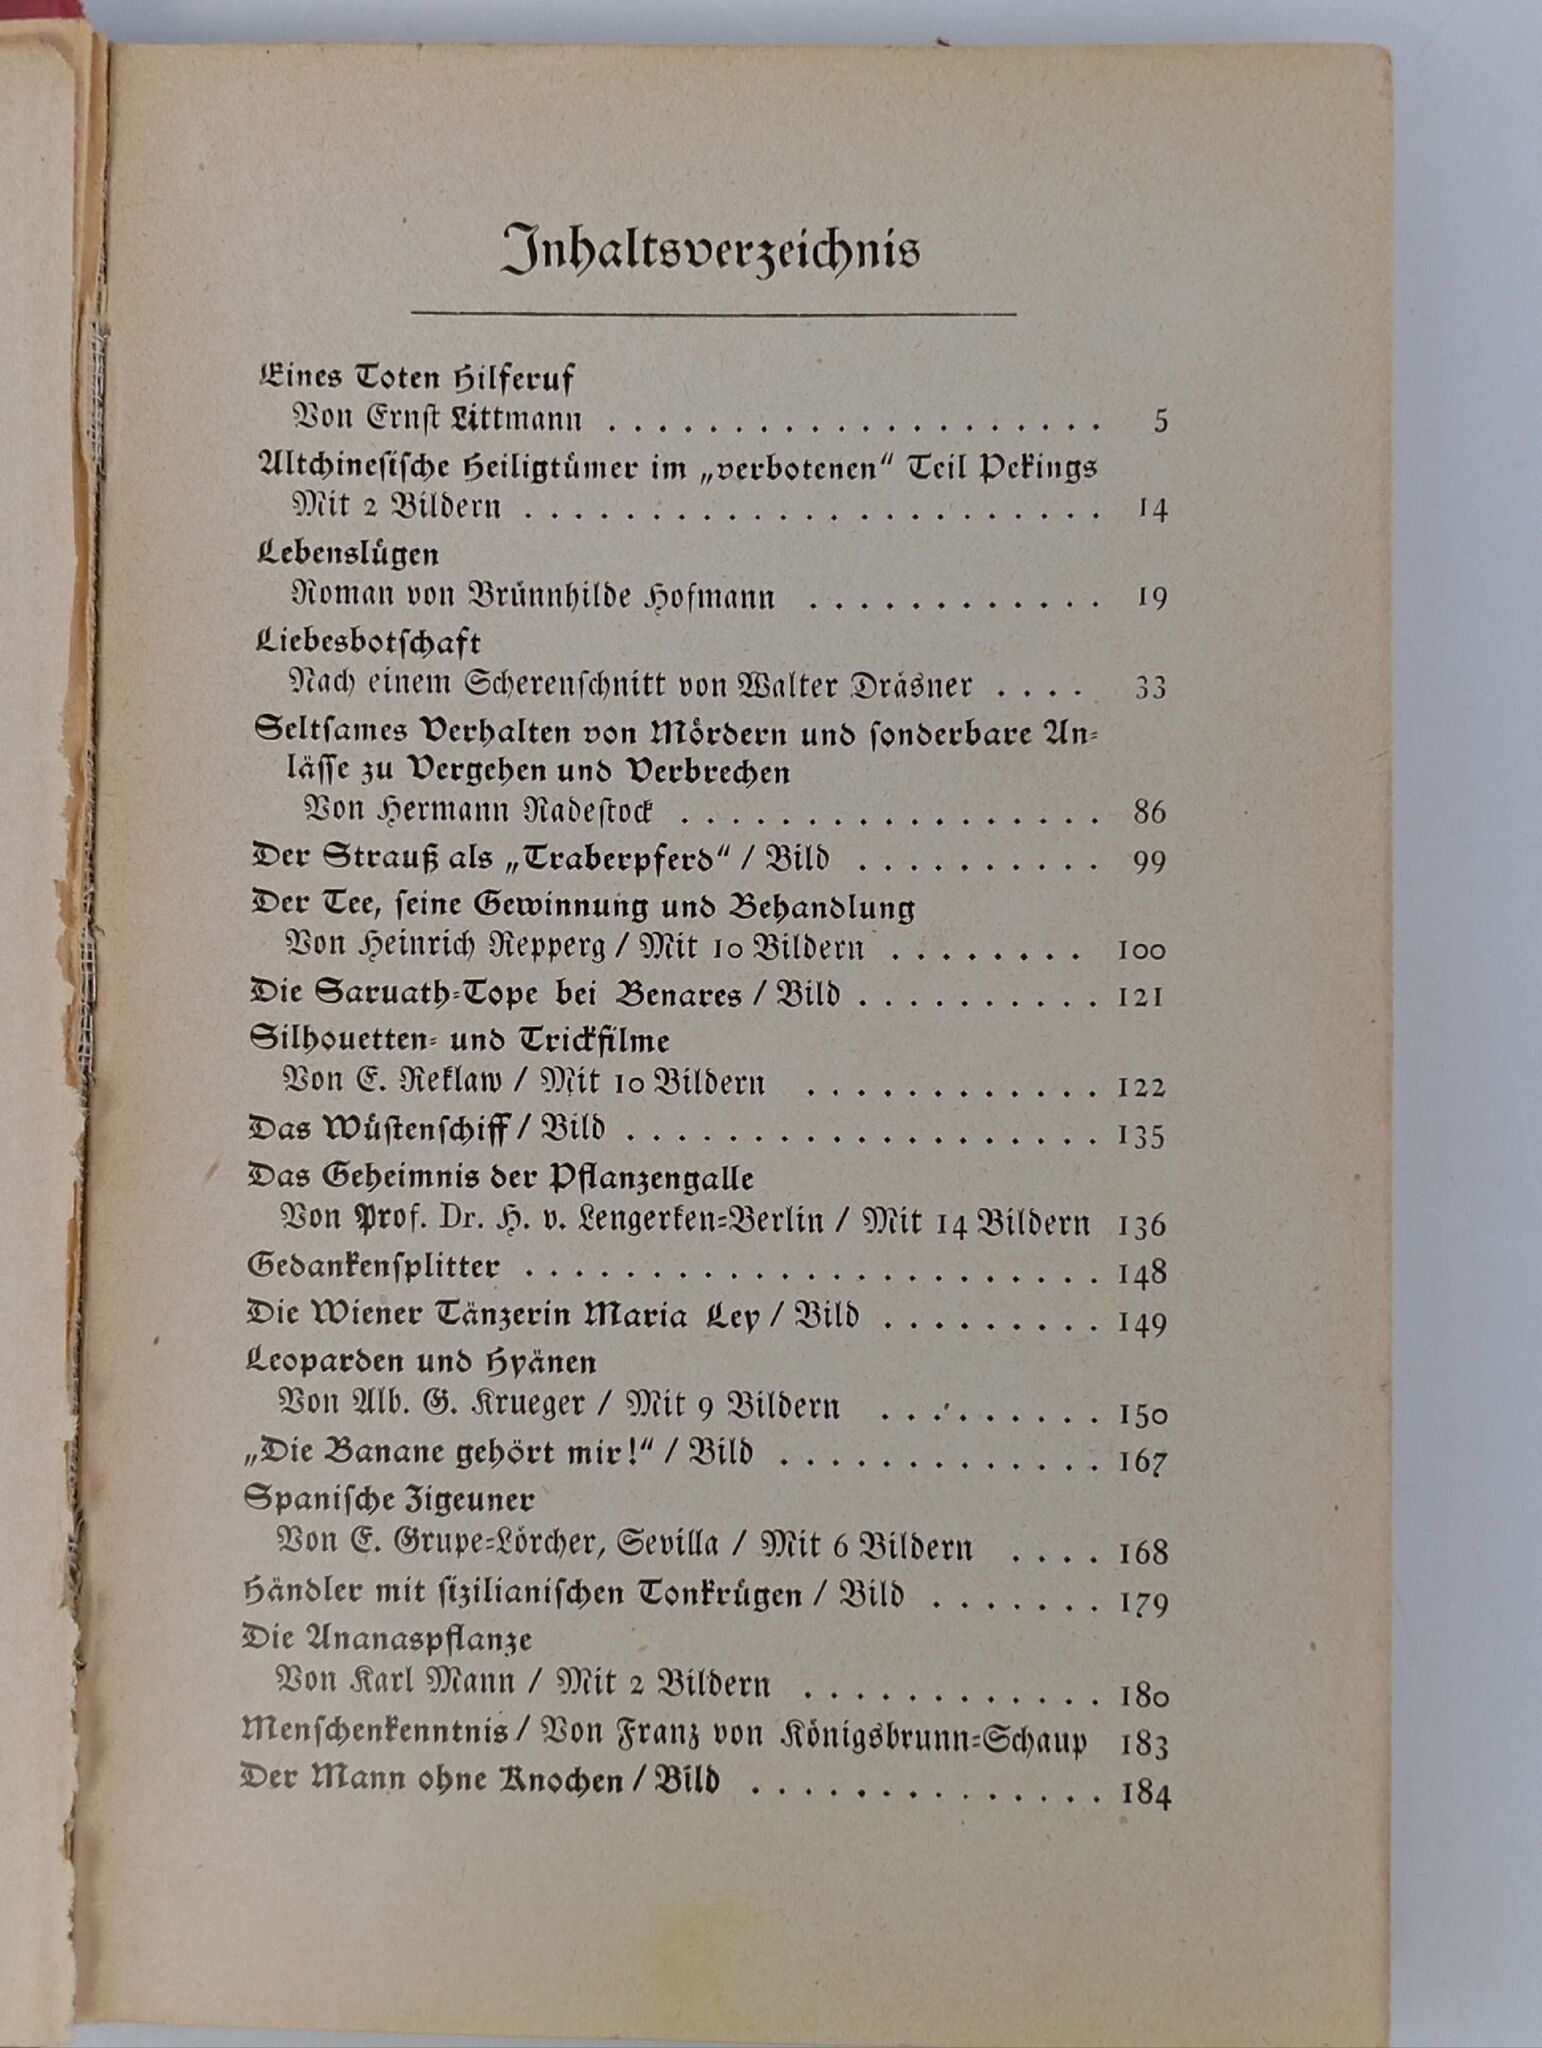 Inhaltsverzeichnis
Eines Toten Hilferuf
Von Ernst Littmann . . . . . . . . . . . . . . . . . . . . 5
Altchinesische Heiligtümer im „verbotenen“ Teil Pekings
Mit 2 Bildern . . . . . . . . . . . . . . . . . . . . . . . 14
Lebenslügen
Roman von Brünnhilde Hofmann . . . . . . . . . . . . 19
Liebesbotschaft
Nach einem Scherenschnitt von Walter Dräsner . . . . 33
Seltsames Verhalten von Mördern und sonderbare An-
lässe zu Vergehen und Verbrechen
Von Hermann Radestock . . . . . . . . . . . . . . . . . 86
Der Strauß als „Traberpferd“ / Bild . . . . . . . . . . 99
Der Tee, seine Gewinnung und Behandlung
Von Heinrich Repperg / Mit 10 Bildern . . . . . . . . 100
Die Saruath-Tope bei Benares / Bild . . . . . . . . . . 121
Silhouetten- und Trickfilme
Von E. Reklaw / Mit 10 Bildern . . . . . . . . . . . . 122
Das Wüstenschiff / Bild . . . . . . . . . . . . . . . . . . . 135
Das Geheimnis der Pflanzengalle
Von Prof. Dr. H. v. Lengerken-Berlin / Mit 14 Bildern 136
Gedankensplitter . . . . . . . . . . . . . . . . . . . . . . . 148
Die Wiener Tänzerin Maria Ley / Bild . . . . . . . . . 149
Leoparden und Hyänen
Von Alb. G. Krueger / Mit 9 Bildern . . . . . . . . . 150
„Die Banane gehört mir!“ / Bild . . . . . . . . . . . . . 167
Spanische Zigeuner
Von E. Grupe-Lörcher, Sevilla / Mit 6 Bildern . . . . 168
Händler mit sizilianischen Tonkrügen / Bild . . . . . . . 179
Die Ananaspflanze
Von Karl Mann / Mit 2 Bildern . . . . . . . . . . . . 180
Menschenkenntnis / Von Franz von Königsbrunn-Schaup 183
Der Mann ohne Knochen / Bild . . . . . . . . . . . . . . 184